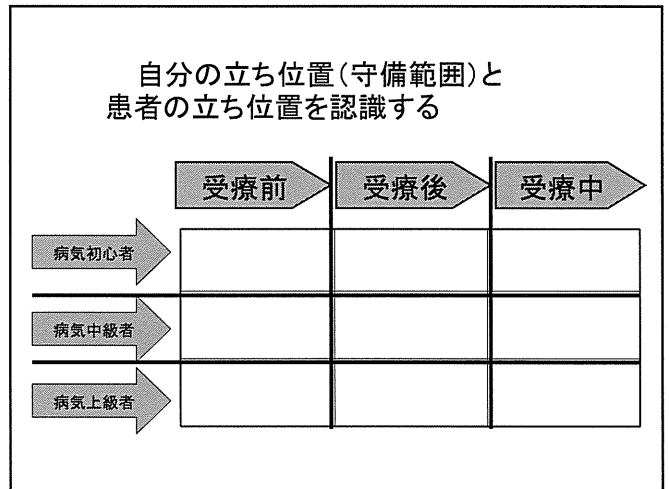 自分の立ち位置(守備範囲)と
患者の立ち位置を認識する
受療前
受療後
受療中
病気初心者
病気中級者
病気上級者